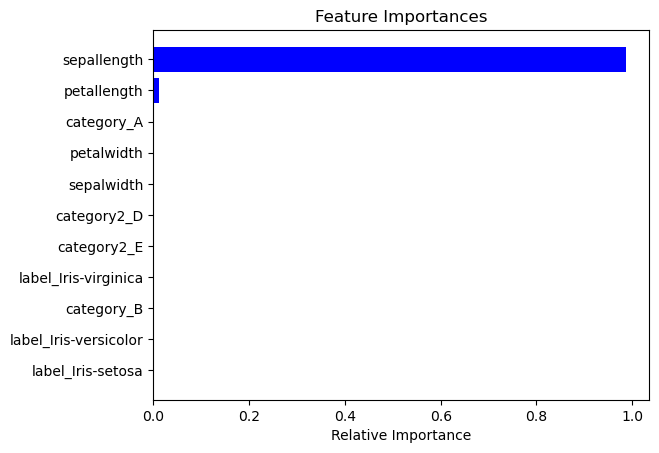 Feature Importances
sepallength
petallength
category_A
petalwidth
sepalwidth
category2_D
category2_E
label_Iris-virginica
category_B
label_Iris-versicolor
label_Iris-setosa
0.0 0.2 0.4 0.6 0.8 1.0
Relative Importance